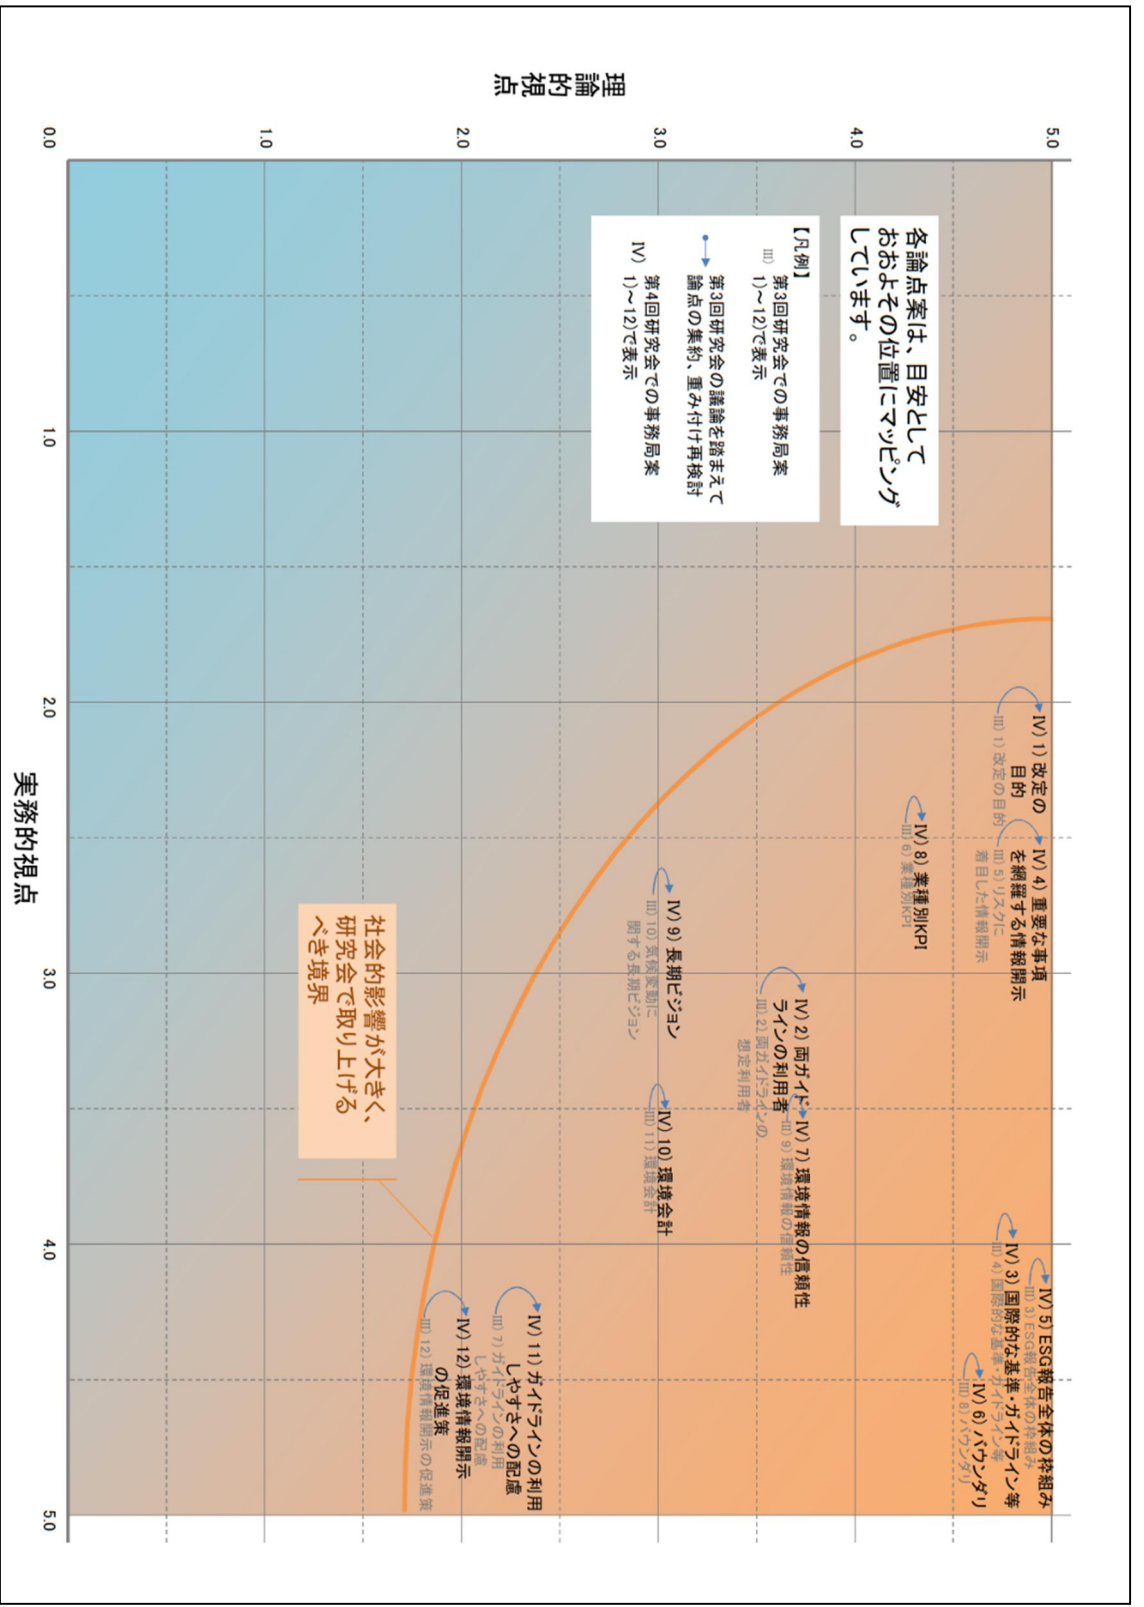 理論的視点
5.0
4.0
3.0
2.0
1.0
0.0
1.0
2.0
3.0
4.0
5.0
実務的視点
各論点案は、目安として
おおよその位置にマッピング
しています。
【凡例】
Ⅲ) 第3回研究会での事務局案
1)～12)で表示
第3回研究会の議論を踏まえて
論点の集約、重み付け再検討
Ⅳ) 第4回研究会での事務局案
1)～12)で表示
Ⅳ) 1) 改定の
目的
Ⅲ) 1) 改定の目的
Ⅳ) 4) 重要な事項
を網羅する情報開示
Ⅲ) 5) リスクに
着目した情報開示
Ⅳ) 8) 業種別KPI
Ⅲ) 6) 業種別KPI
Ⅳ) 5) ESG報告全体の枠組み
Ⅲ) 3) ESG報告全体の枠組み
Ⅳ) 3) 国際的な基準・ガイドライン等
Ⅲ) 4) 国際的な基準・ガイドライン等
Ⅳ) 6) バウンダリ
Ⅲ) 8) バウンダリ
Ⅳ) 2) 両ガイド
ラインの利用者
Ⅲ) 2) 両ガイドラインの
想定利用者
Ⅳ) 7) 環境情報の信頼性
Ⅲ) 9) 環境情報の信頼性
Ⅳ) 9) 長期ビジョン
Ⅲ) 10) 気候変動に
関する長期ビジョン
Ⅳ) 10) 環境会計
Ⅲ) 11) 環境会計
Ⅳ) 11) ガイドラインの利用
しやすさへの配慮
Ⅲ) 7) ガイドラインの利用
しやすさへの配慮
Ⅳ) 12) 環境情報開示
の促進策
Ⅲ) 12) 環境情報開示の促進策
社会的影響が大きく、
研究会で取り上げる
べき境界